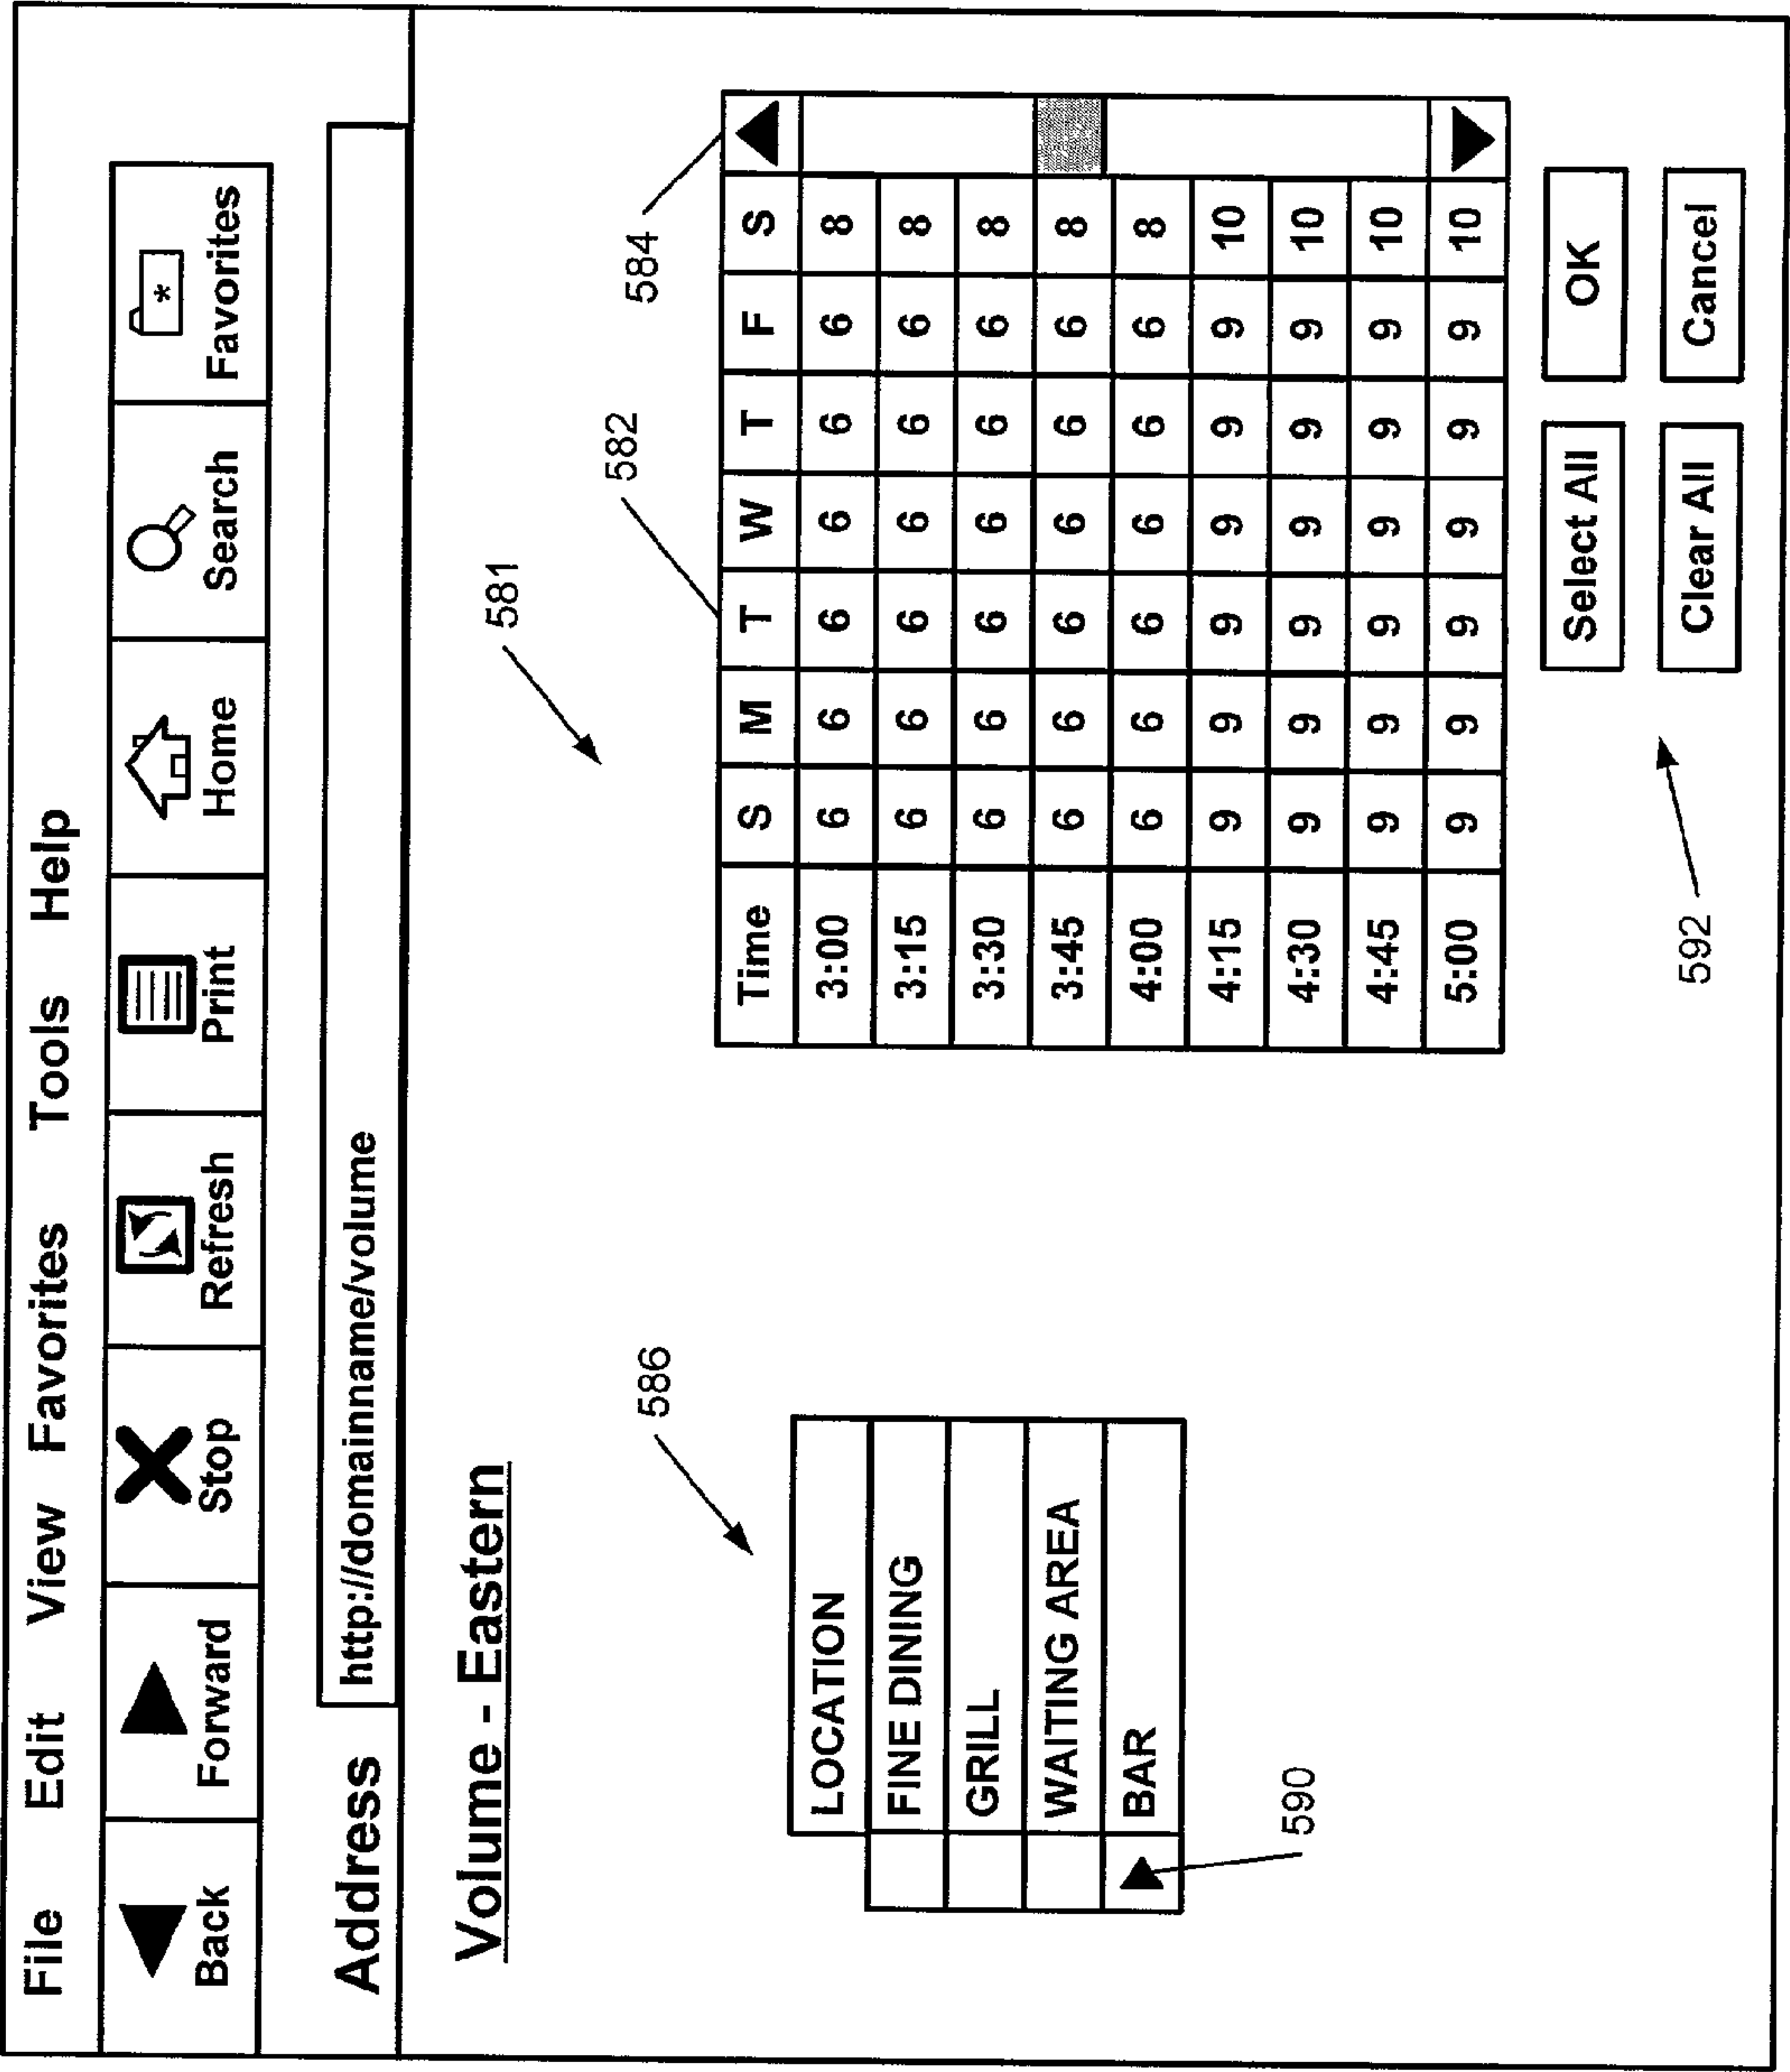 File Edit View Favorites Tools Help
Back Forward Stop Refresh Print Home Search Favorites
Address http://domainname/volume
Volume - Eastern
581
586
582
584
LOCATION
FINE DINING
GRILL
WAITING AREA
BAR
590
Time S M T W T F S
3:00 6 6 6 6 6 6 8
3:15 6 6 6 6 6 6 8
3:30 6 6 6 6 6 6 8
3:45 6 6 6 6 6 6 8
4:00 6 6 6 6 6 6 8
4:15 9 9 9 9 9 9 10
4:30 9 9 9 9 9 9 10
4:45 9 9 9 9 9 9 10
5:00 9 9 9 9 9 9 10
Select All OK
Clear All Cancel
592